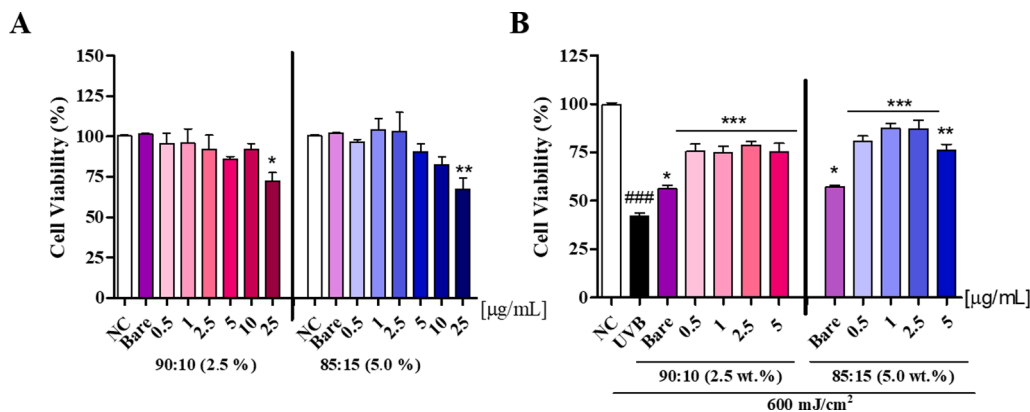 A
150
125
100
75
50
25
0
Cell Viability (%)
*
**
NC Bare 0.5 1 2.5 5 10 25 NC Bare 0.5 1 2.5 5 10 25 [µg/mL]
90:10 (2.5 %) 85:15 (5.0 %)
B
125
100
75
50
25
0
Cell Viability (%)
### * *** * *** **
NC UVB Bare 0.5 1 2.5 5 Bare 0.5 1 2.5 5 [µg/mL]
90:10 (2.5 wt.%) 85:15 (5.0 wt.%)
600 mJ/cm²